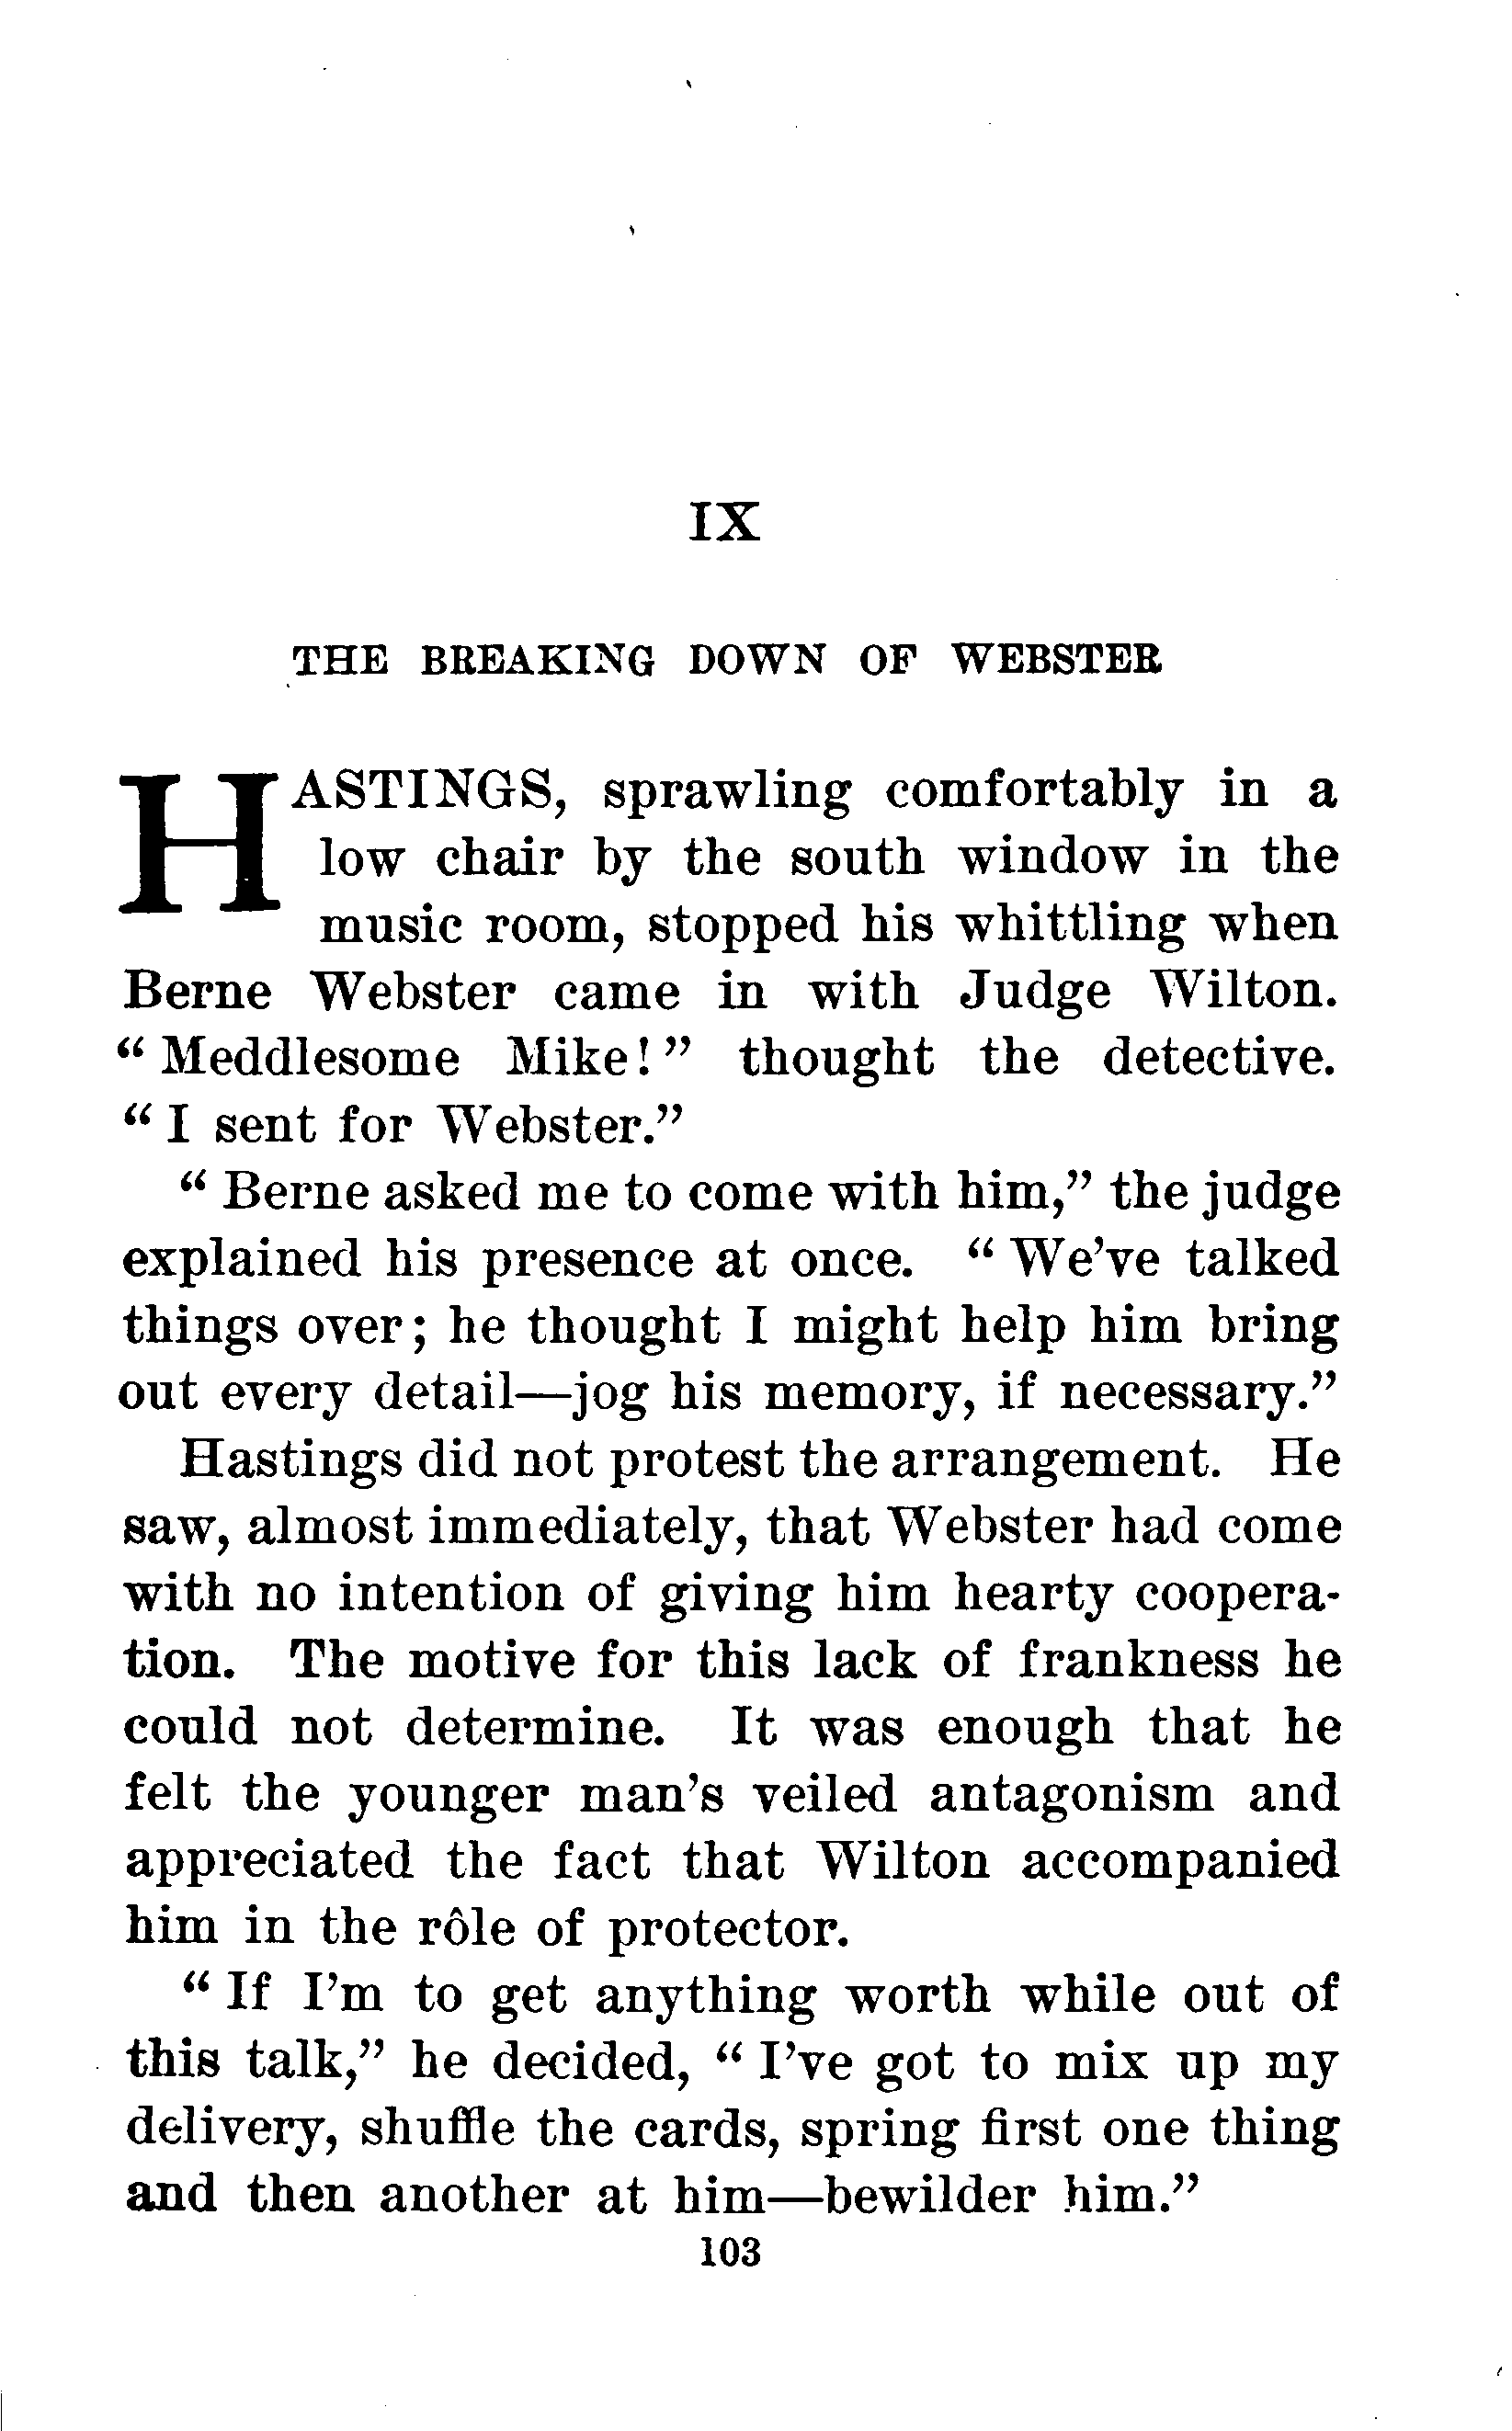 IX
THE BREAKING DOWN OF WEBSTER
HASTINGS, sprawling comfortably in a
low chair by the south window in the
music room, stopped his whittling when
Berne Webster came in with Judge Wilton.
“ Meddlesome Mike! ” thought the detective.
“ I sent for Webster.”
“ Berne asked me to come with him,” the judge
explained his presence at once. “ We’ve talked
things over; he thought I might help him bring
out every detail—jog his memory, if necessary.”
Hastings did not protest the arrangement. He
saw, almost immediately, that Webster had come
with no intention of giving him hearty coopera-
tion. The motive for this lack of frankness he
could not determine. It was enough that he
felt the younger man’s veiled antagonism and
appreciated the fact that Wilton accompanied
him in the rôle of protector.
“ If I’m to get anything worth while out of
this talk,” he decided, “ I’ve got to mix up my
delivery, shuffle the cards, spring first one thing
and then another at him—bewilder him.”
103